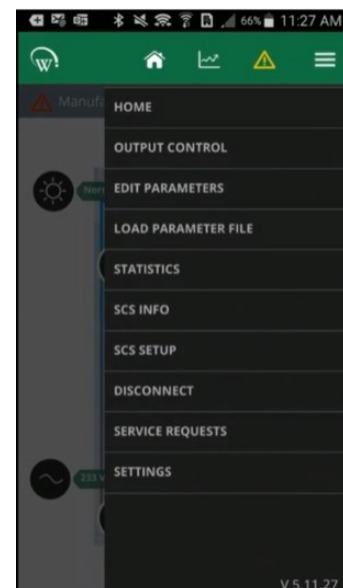 66% 11:27 AM
W
Manufa
HOME
OUTPUT CONTROL
EDIT PARAMETERS
Nor
LOAD PARAMETER FILE
STATISTICS
SCS INFO
SCS SETUP
DISCONNECT
SERVICE REQUESTS
SETTINGS
233 V
V 5.11.27